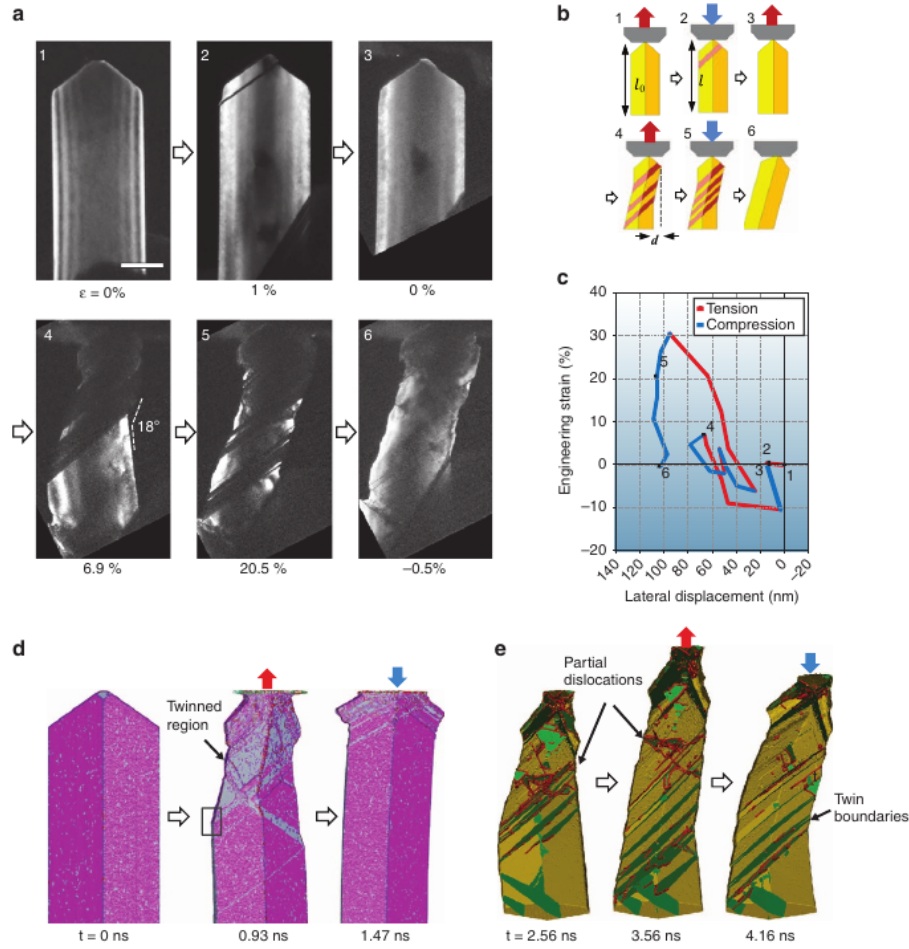 a
1
2
3
ε = 0%
1 %
0 %
4
5
6
18°
6.9 %
20.5 %
–0.5%
b
1
2
3
l0
l
4
5
6
d
c
Tension
Compression
Engineering strain (%)
40
30
20
10
0
–10
–20
5
4
2
3
1
6
140
120
100
80
60
40
20
0
–20
Lateral displacement (nm)
d
Twinned
region
t = 0 ns
0.93 ns
1.47 ns
e
Partial
dislocations
Twin
boundaries
t = 2.56 ns
3.56 ns
4.16 ns